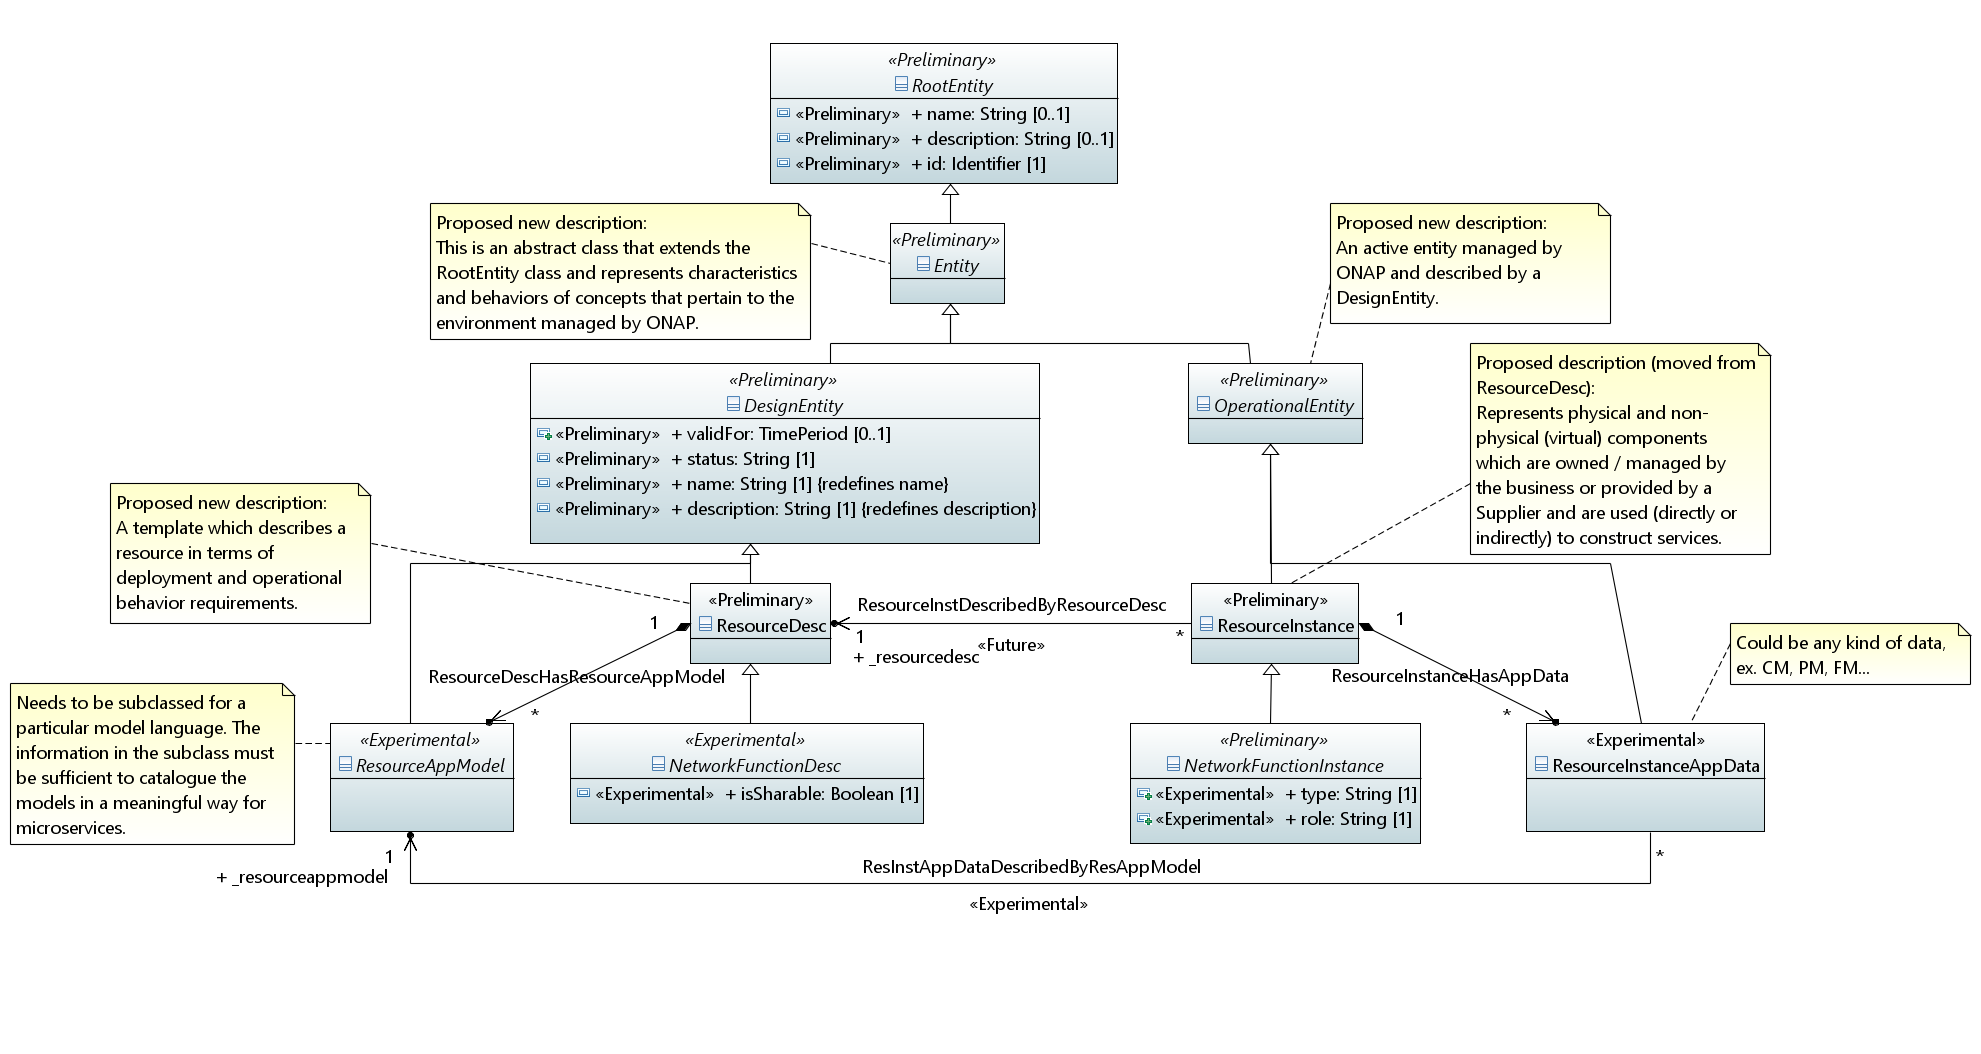 «Preliminary»
RootEntity
«Preliminary» + name: String [0..1]
«Preliminary» + description: String [0..1]
«Preliminary» + id: Identifier [1]
Proposed new description:
This is an abstract class that extends the
RootEntity class and represents characteristics
and behaviors of concepts that pertain to the
environment managed by ONAP.
«Preliminary»
Entity
Proposed new description:
An active entity managed by
ONAP and described by a
DesignEntity.
«Preliminary»
DesignEntity
«Preliminary» + validFor: TimePeriod [0..1]
«Preliminary» + status: String [1]
«Preliminary» + name: String [1] {redefines name}
«Preliminary» + description: String [1] {redefines description}
«Preliminary»
OperationalEntity
Proposed description (moved from
ResourceDesc):
Represents physical and non-
physical (virtual) components
which are owned / managed by
the business or provided by a
Supplier and are used (directly or
indirectly) to construct services.
Proposed new description:
A template which describes a
resource in terms of
deployment and operational
behavior requirements.
«Preliminary»
ResourceDesc
1
ResourceInstDescribedByResourceDesc
1
+ _resourcedesc
«Future»
*
«Preliminary»
ResourceInstance
1
Could be any kind of data,
ex. CM, PM, FM...
ResourceDescHasResourceAppModel
*
ResourceInstanceHasAppData
*
Needs to be subclassed for a
particular model language. The
information in the subclass must
be sufficient to catalogue the
models in a meaningful way for
microservices.
«Experimental»
ResourceAppModel
«Experimental»
NetworkFunctionDesc
«Experimental» + isSharable: Boolean [1]
«Preliminary»
NetworkFunctionInstance
«Experimental» + type: String [1]
«Experimental» + role: String [1]
«Experimental»
ResourceInstanceAppData
1
+ _resourceappmodel
ResInstAppDataDescribedByResAppModel
*
«Experimental»